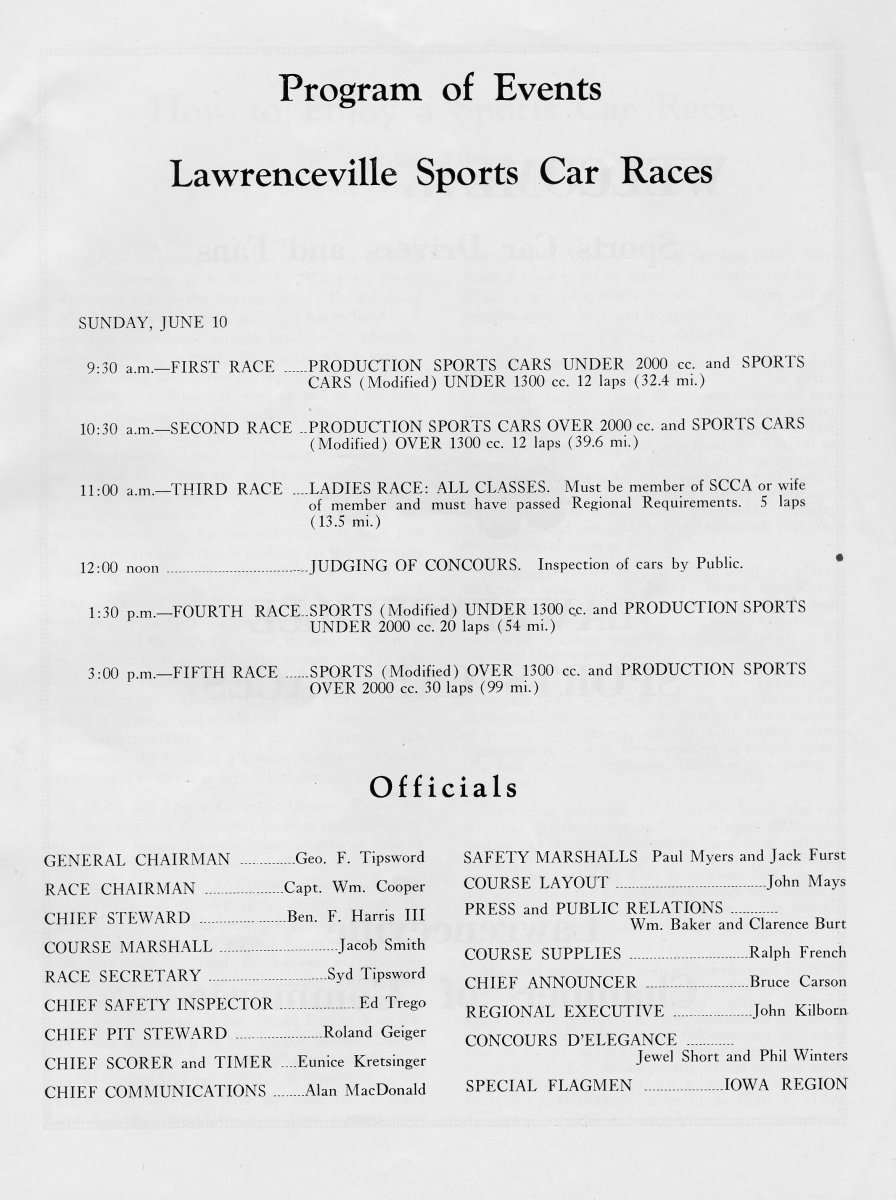 Program of Events
Lawrenceville Sports Car Races
SUNDAY, JUNE 10
9:30 a.m.—FIRST RACE ......PRODUCTION SPORTS CARS UNDER 2000 cc. and SPORTS
CARS (Modified) UNDER 1300 cc. 12 laps (32.4 mi.)
10:30 a.m.—SECOND RACE ..PRODUCTION SPORTS CARS OVER 2000 cc. and SPORTS CARS
(Modified) OVER 1300 cc. 12 laps (39.6 mi.)
11:00 a.m.—THIRD RACE ....LADIES RACE: ALL CLASSES. Must be member of SCCA or wife
of member and must have passed Regional Requirements. 5 laps
(13.5 mi.)
12:00 noon ....................................JUDGING OF CONCOURS. Inspection of cars by Public.
1:30 p.m.—FOURTH RACE..SPORTS (Modified) UNDER 1300 cc. and PRODUCTION SPORTS
UNDER 2000 cc. 20 laps (54 mi.)
3:00 p.m.—FIFTH RACE ......SPORTS (Modified) OVER 1300 cc. and PRODUCTION SPORTS
OVER 2000 cc. 30 laps (99 mi.)
Officials
GENERAL CHAIRMAN ..............Geo. F. Tipsword
RACE CHAIRMAN ....................Capt. Wm. Cooper
CHIEF STEWARD ......................Ben. F. Harris III
COURSE MARSHALL ..............................Jacob Smith
RACE SECRETARY ..............................Syd Tipsword
CHIEF SAFETY INSPECTOR ....................Ed Trego
CHIEF PIT STEWARD ......................Roland Geiger
CHIEF SCORER and TIMER ....Eunice Kretsinger
CHIEF COMMUNICATIONS ........Alan MacDonald
SAFETY MARSHALLS Paul Myers and Jack Furst
COURSE LAYOUT ......................................John Mays
PRESS and PUBLIC RELATIONS ............
Wm. Baker and Clarence Burt
COURSE SUPPLIES ..............................Ralph French
CHIEF ANNOUNCER ..........................Bruce Carson
REGIONAL EXECUTIVE ....................John Kilborn
CONCOURS D'ELEGANCE ............
Jewel Short and Phil Winters
SPECIAL FLAGMEN ....................IOWA REGION